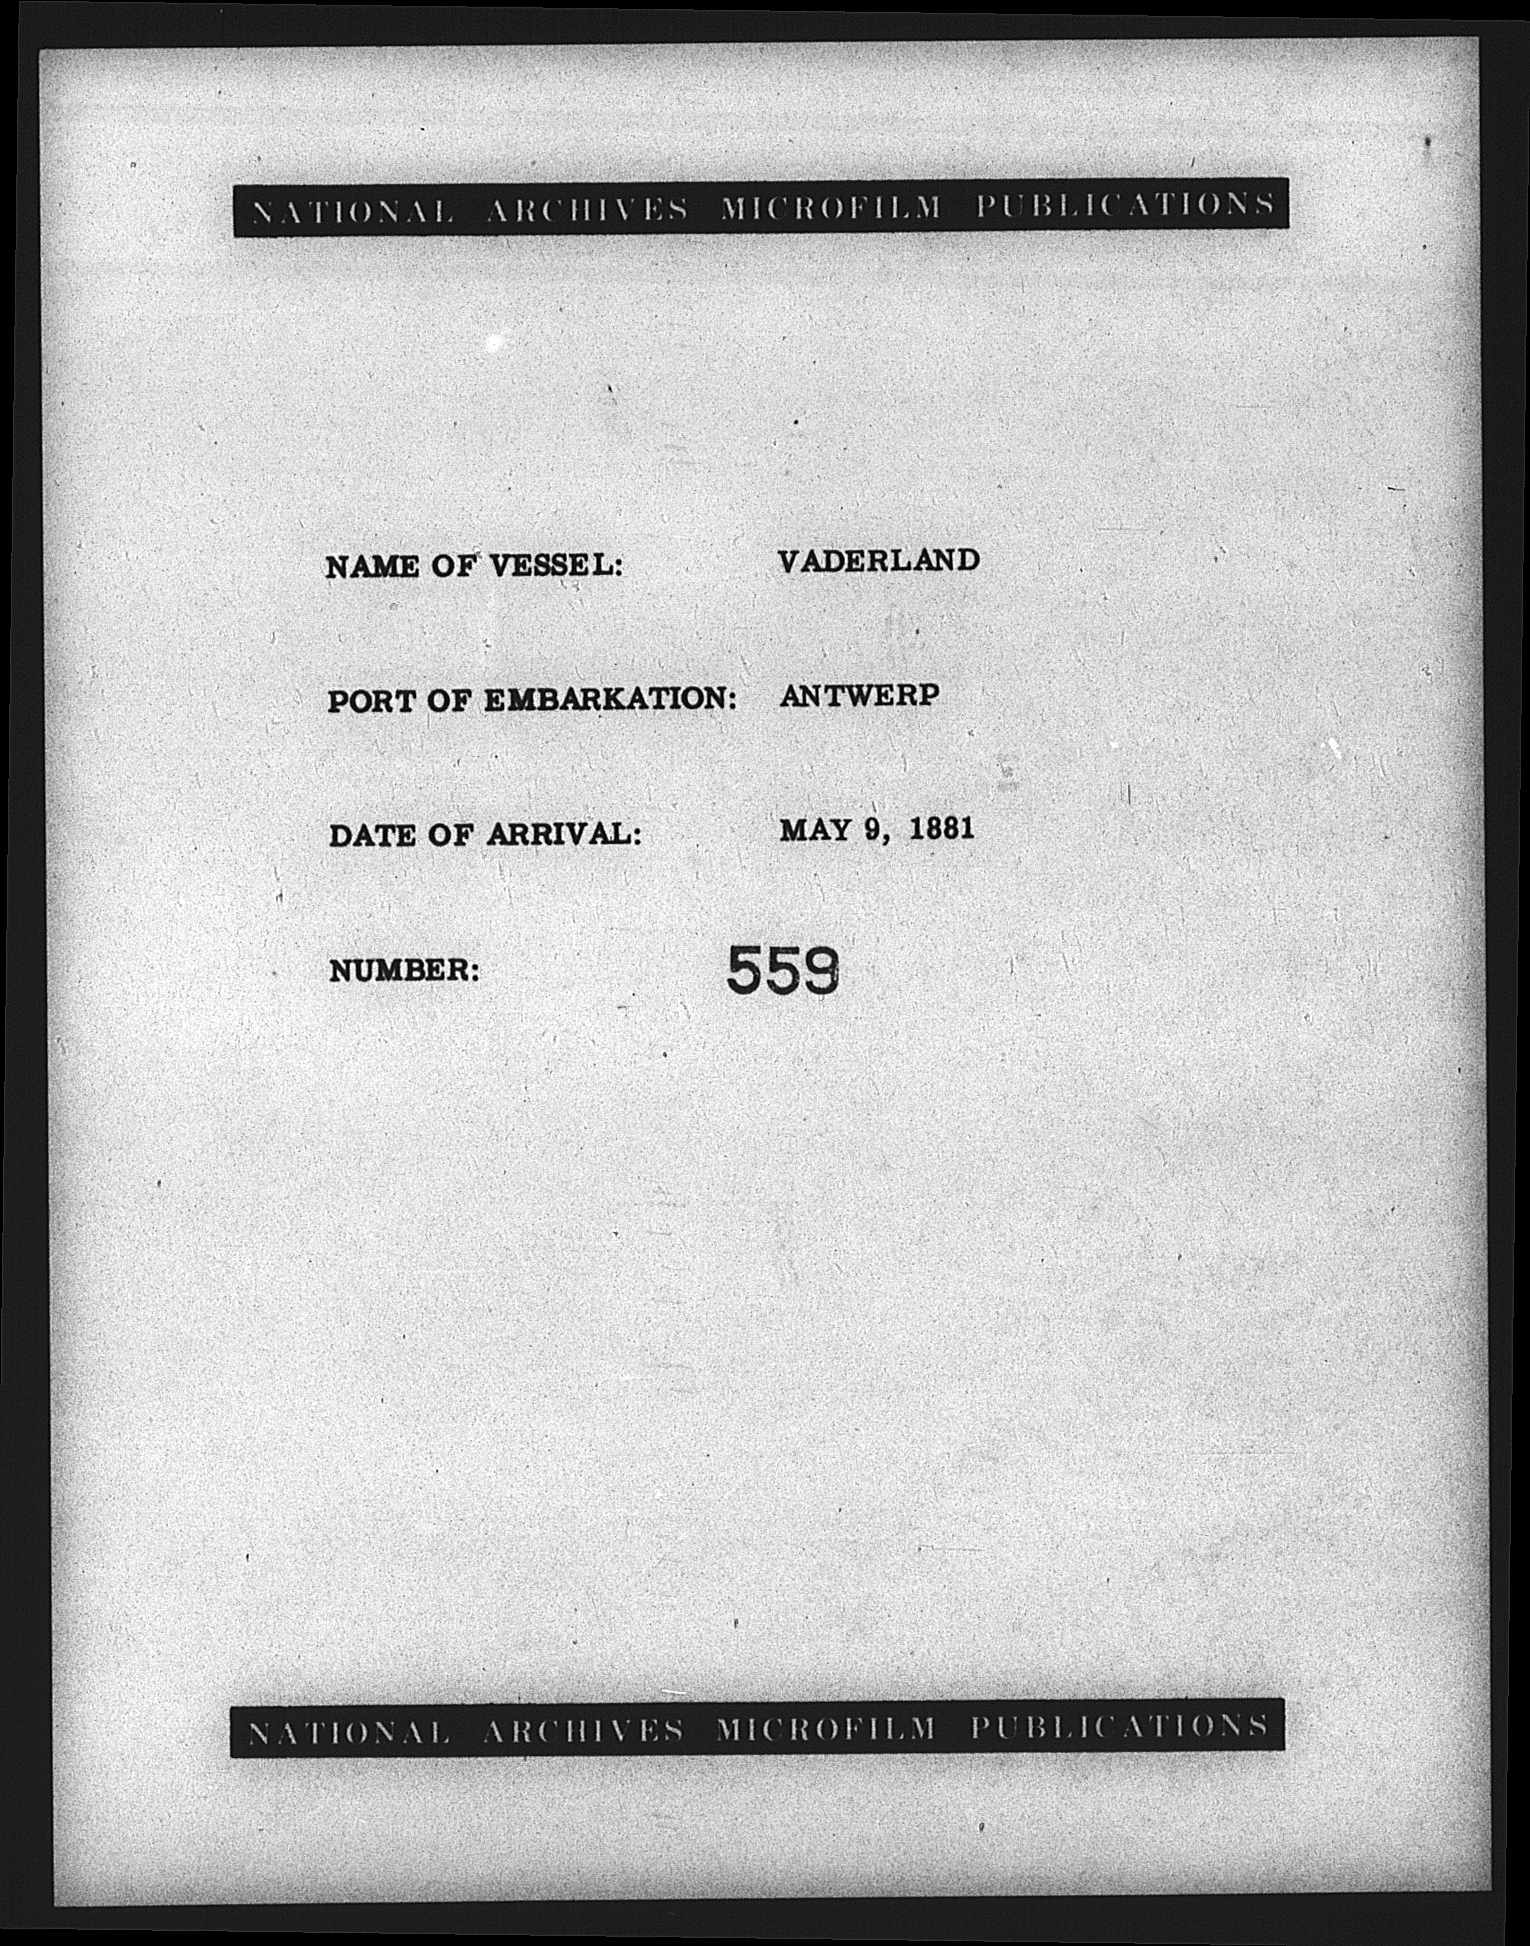 NATIONAL ARCHIVES MICROFILM PUBLICATIONS
NAME OF VESSEL: VADERLAND
PORT OF EMBARKATION: ANTWERP
DATE OF ARRIVAL: MAY 9, 1881
NUMBER: 559
NATIONAL ARCHIVES MICROFILM PUBLICATIONS